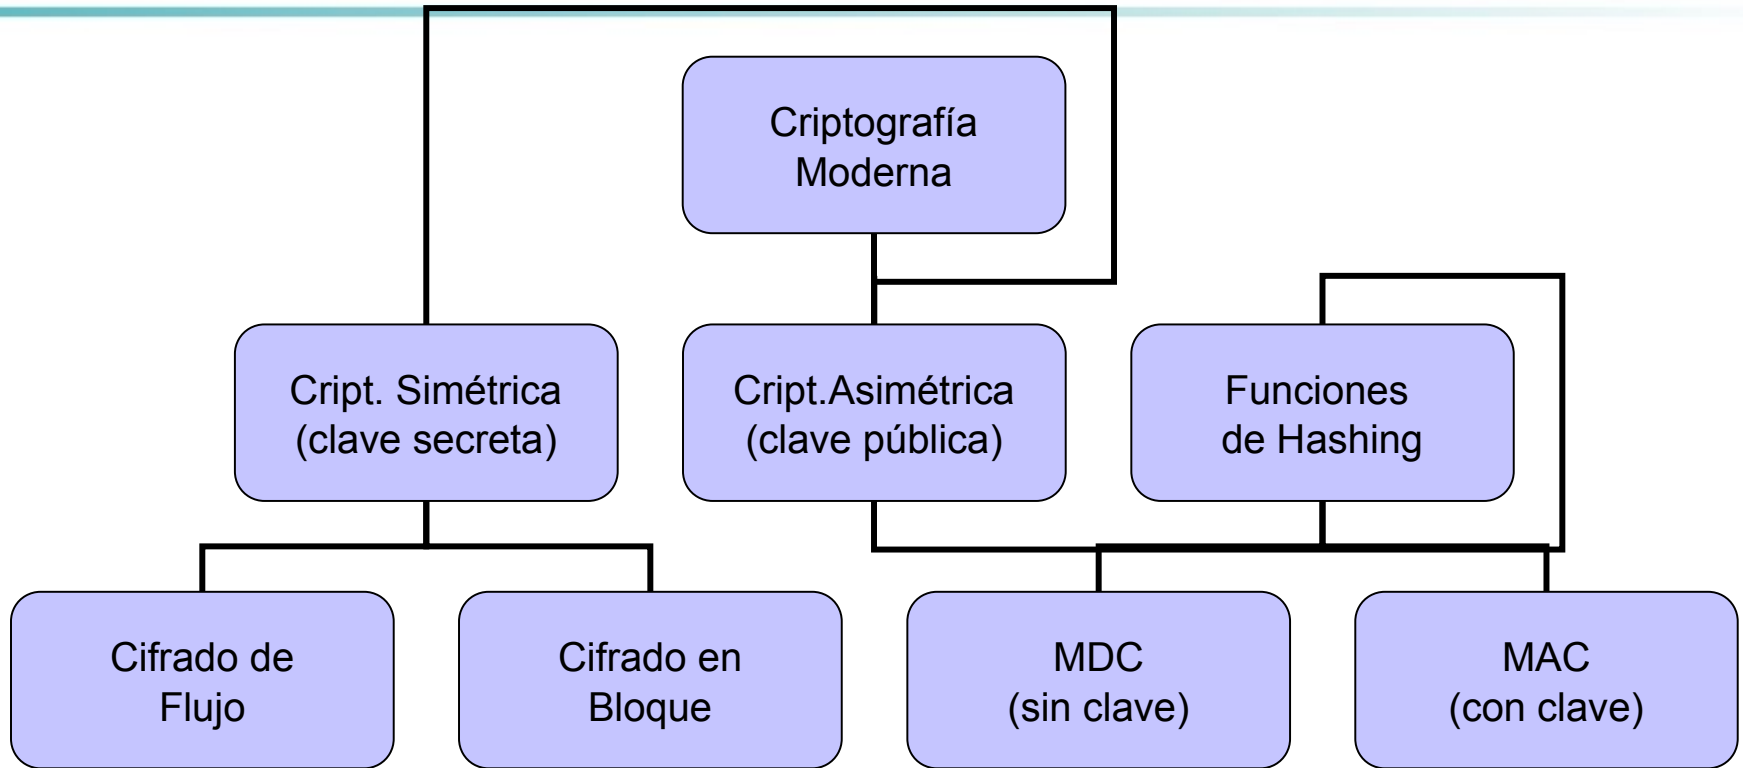 Criptografía
Moderna
Cript. Simétrica
(clave secreta)
Cript.Asimétrica
(clave pública)
Funciones
de Hashing
Cifrado de
Flujo
Cifrado en
Bloque
MDC
(sin clave)
MAC
(con clave)